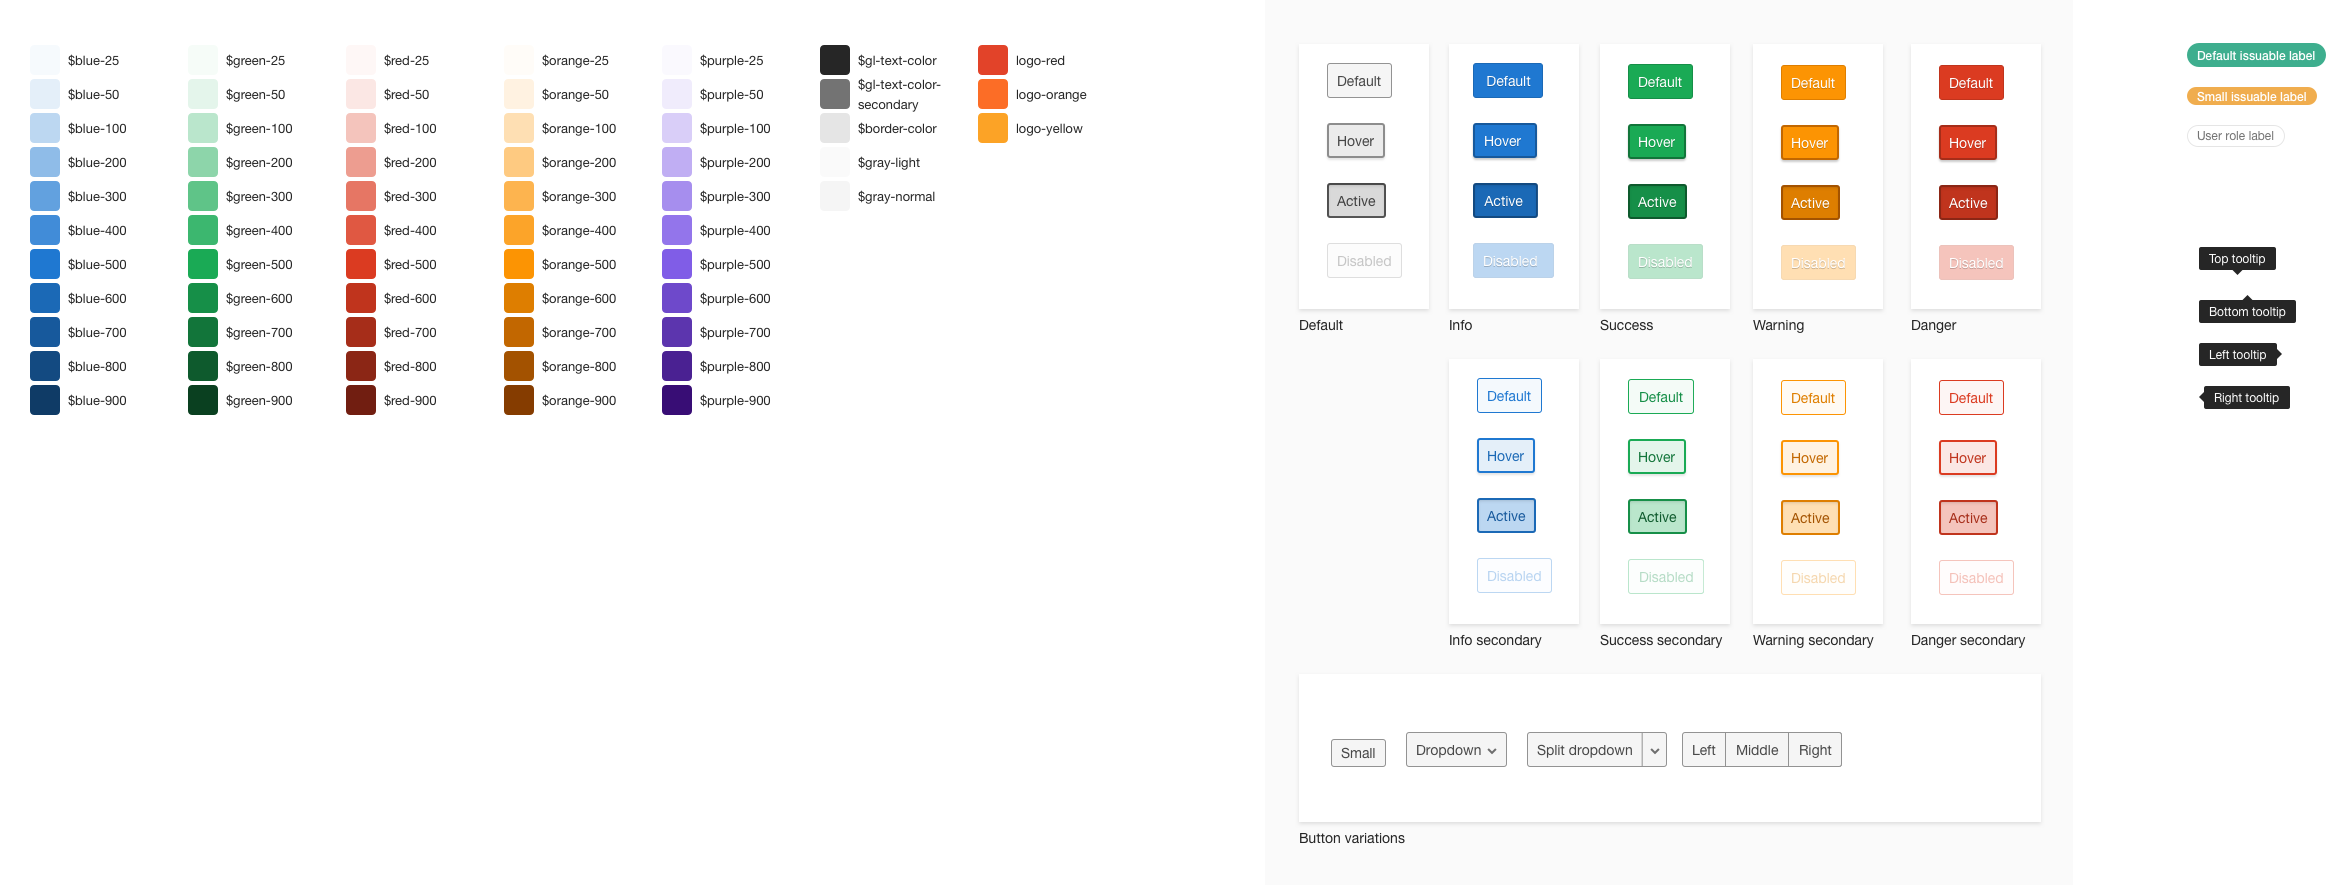 $blue-25
$blue-50
$blue-100
$blue-200
$blue-300
$blue-400
$blue-500
$blue-600
$blue-700
$blue-800
$blue-900
$green-25
$green-50
$green-100
$green-200
$green-300
$green-400
$green-500
$green-600
$green-700
$green-800
$green-900
$red-25
$red-50
$red-100
$red-200
$red-300
$red-400
$red-500
$red-600
$red-700
$red-800
$red-900
$orange-25
$orange-50
$orange-100
$orange-200
$orange-300
$orange-400
$orange-500
$orange-600
$orange-700
$orange-800
$orange-900
$purple-25
$purple-50
$purple-100
$purple-200
$purple-300
$purple-400
$purple-500
$purple-600
$purple-700
$purple-800
$purple-900
$gl-text-color
$gl-text-color-
secondary
$border-color
$gray-light
$gray-normal
logo-red
logo-orange
logo-yellow
Default
Hover
Active
Disabled
Default
Default
Hover
Active
Disabled
Info
Default
Hover
Active
Disabled
Success
Default
Hover
Active
Disabled
Warning
Default
Hover
Active
Disabled
Danger
Default
Hover
Active
Disabled
Info secondary
Default
Hover
Active
Disabled
Success secondary
Default
Hover
Active
Disabled
Warning secondary
Default
Hover
Active
Disabled
Danger secondary
Small
Dropdown
Split dropdown
Left
Middle
Right
Button variations
Default issuable label
Small issuable label
User role label
Top tooltip
Bottom tooltip
Left tooltip
Right tooltip